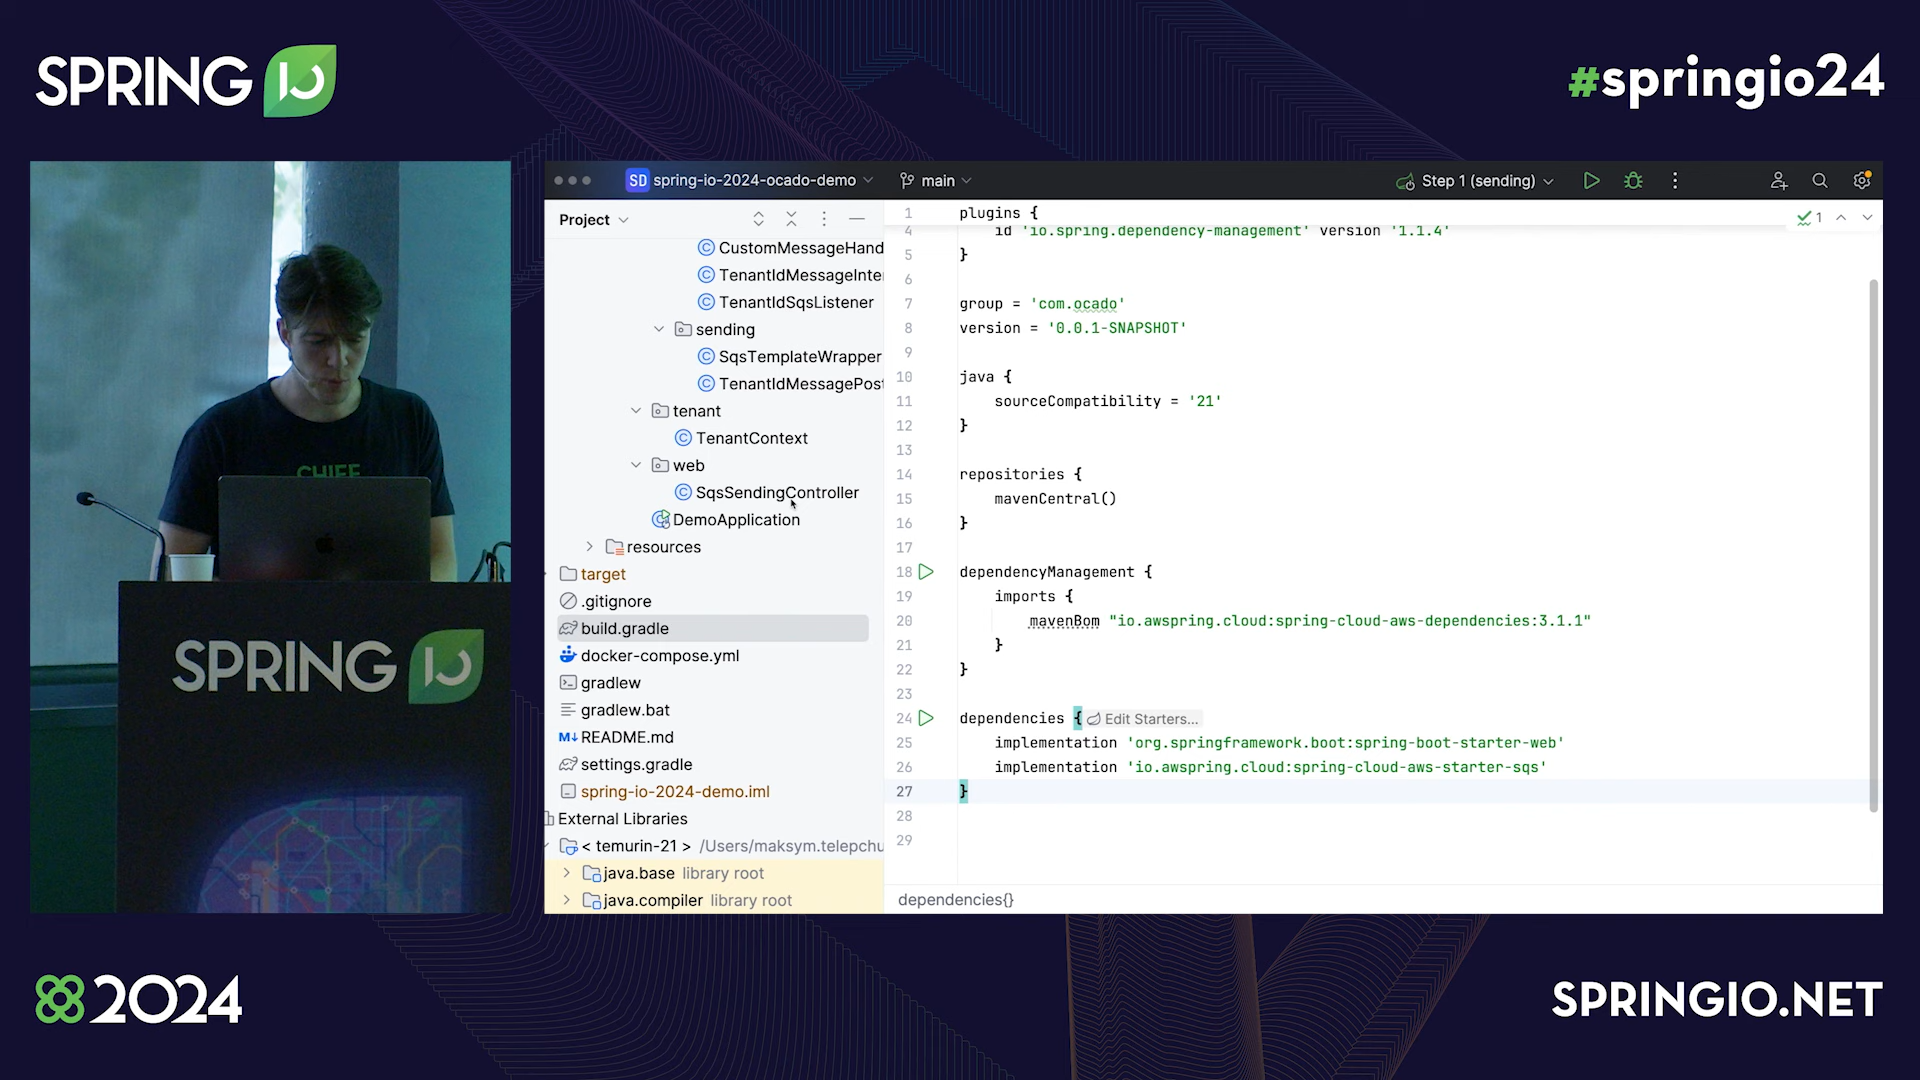 SPRING IO
#springio24
SD spring-io-2024-ocado-demo
main
Step 1 (sending)
Project
CustomMessageHand
TenantIdMessageInte
TenantIdSqsListener
sending
SqsTemplateWrapper
TenantIdMessagePost
tenant
TenantContext
web
SqsSendingController
DemoApplication
resources
target
.gitignore
build.gradle
docker-compose.yml
gradlew
gradlew.bat
README.md
settings.gradle
spring-io-2024-demo.iml
External Libraries
< temurin-21 > /Users/maksym.telepchu
java.base library root
java.compiler library root
1 plugins {
4 id 'io.spring.dependency-management' version '1.1.4'
5 }
6
7 group = 'com.ocado'
8 version = '0.0.1-SNAPSHOT'
9
10 java {
11 sourceCompatibility = '21'
12 }
13
14 repositories {
15 mavenCentral()
16 }
17
18 dependencyManagement {
19 imports {
20 mavenBom "io.awspring.cloud:spring-cloud-aws-dependencies:3.1.1"
21 }
22 }
23
24 dependencies { Edit Starters...
25 implementation 'org.springframework.boot:spring-boot-starter-web'
26 implementation 'io.awspring.cloud:spring-cloud-aws-starter-sqs'
27 }
28
29
1
dependencies{}
CHIEF
SPRING IO
2024
SPRINGIO.NET